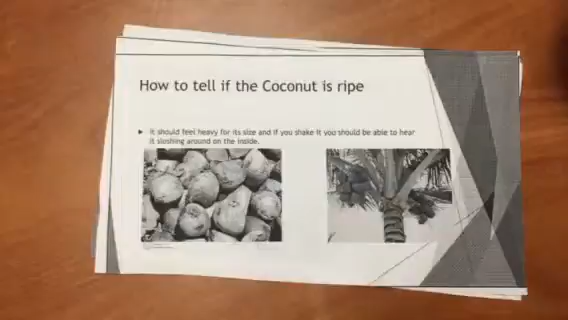 How to tell if the Coconut is ripe
It should feel heavy for its size and if you shake it you should be able to hear
it sloshing around on the inside.